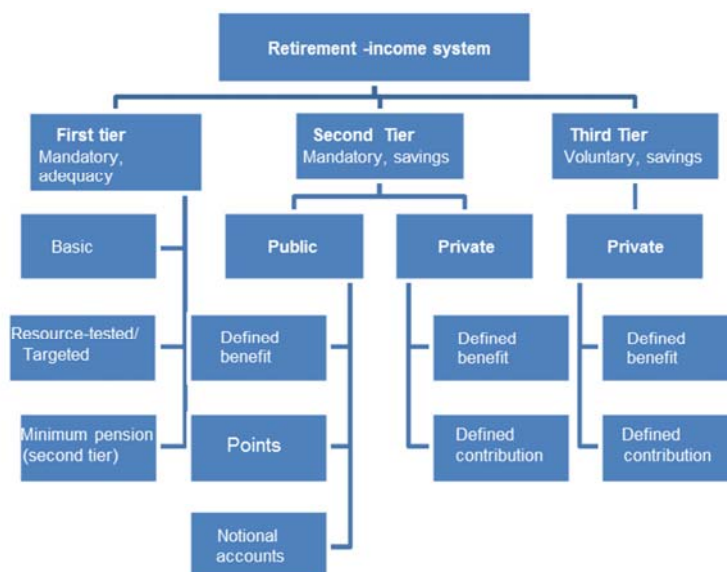 Retirement -income system
First tier
Mandatory,
adequacy
Second Tier
Mandatory, savings
Third Tier
Voluntary, savings
Basic
Public
Private
Private
Resource-tested/
Targeted
Defined
benefit
Defined
benefit
Defined
benefit
Minimum pension
(second tier)
Points
Defined
contribution
Defined
contribution
Notional
accounts